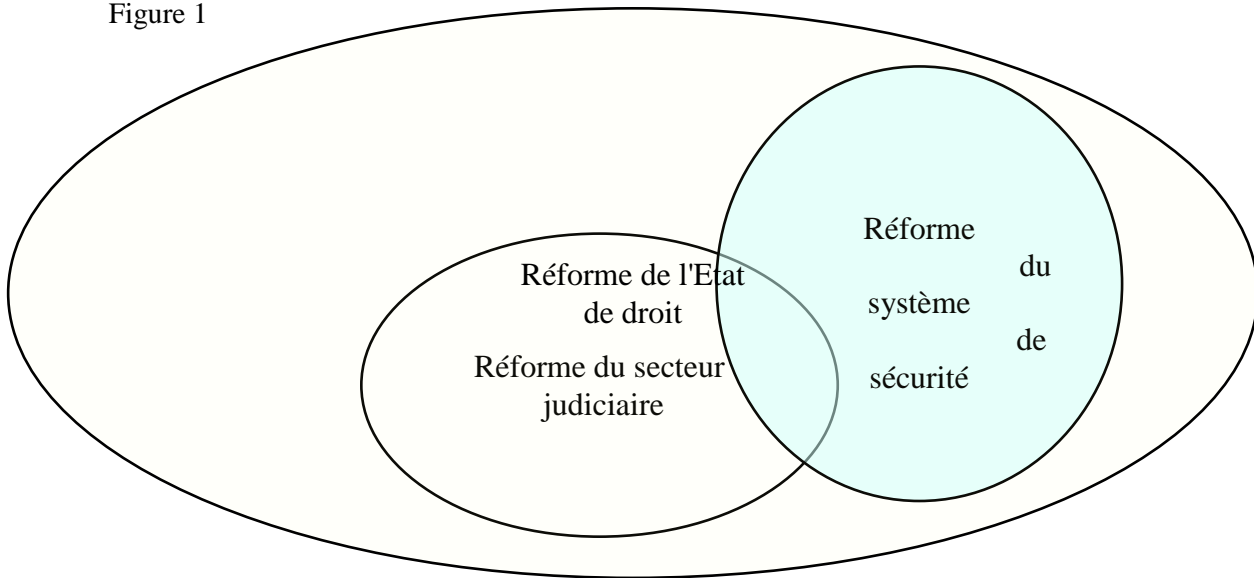 Figure 1
Réforme de l'Etat
de droit
Réforme du secteur
judiciaire
Réforme
du
système
de
sécurité